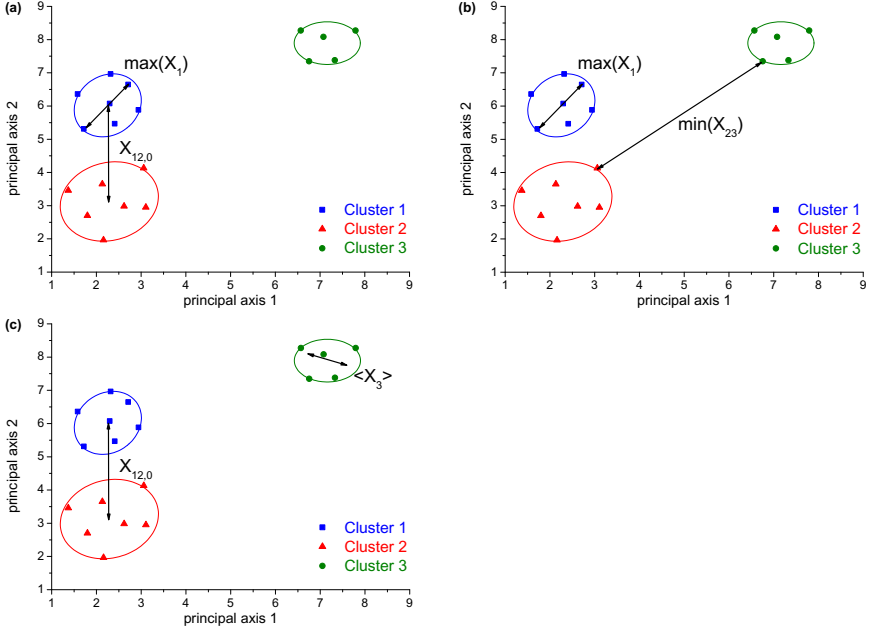 (a)
9
8
7
6
5
4
3
2
1
principal axis 2
max(X1)
X12,0
Cluster 1
Cluster 2
Cluster 3
1 2 3 4 5 6 7 8 9
principal axis 1
(b)
9
8
7
6
5
4
3
2
1
principal axis 2
max(X1)
min(X23)
Cluster 1
Cluster 2
Cluster 3
1 2 3 4 5 6 7 8 9
principal axis 1
(c)
9
8
7
6
5
4
3
2
1
principal axis 2
<X3>
X12,0
Cluster 1
Cluster 2
Cluster 3
1 2 3 4 5 6 7 8 9
principal axis 1